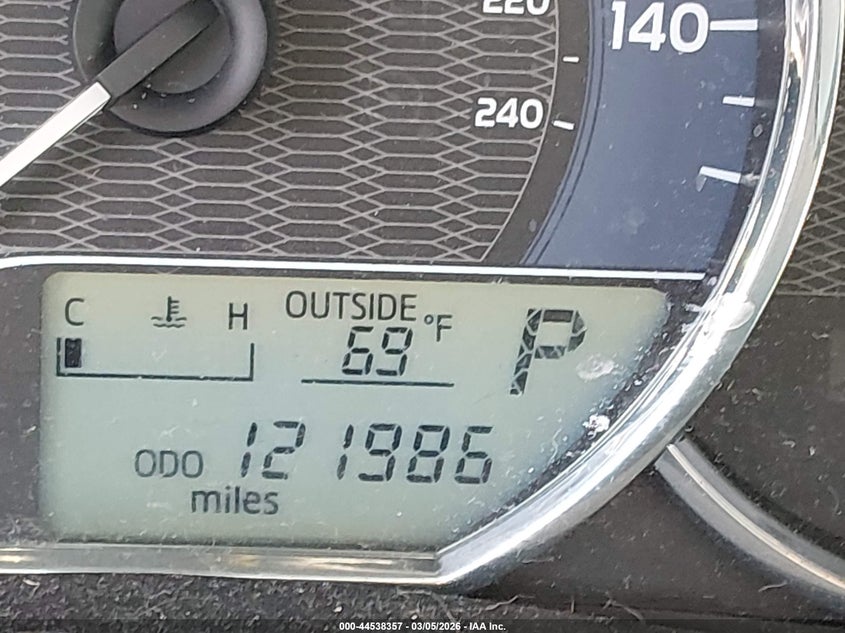 220
140
240
C H OUTSIDE
69 °F
P
ODO 121986
miles
000-44538357 - 03/05/2026 - IAA Inc.